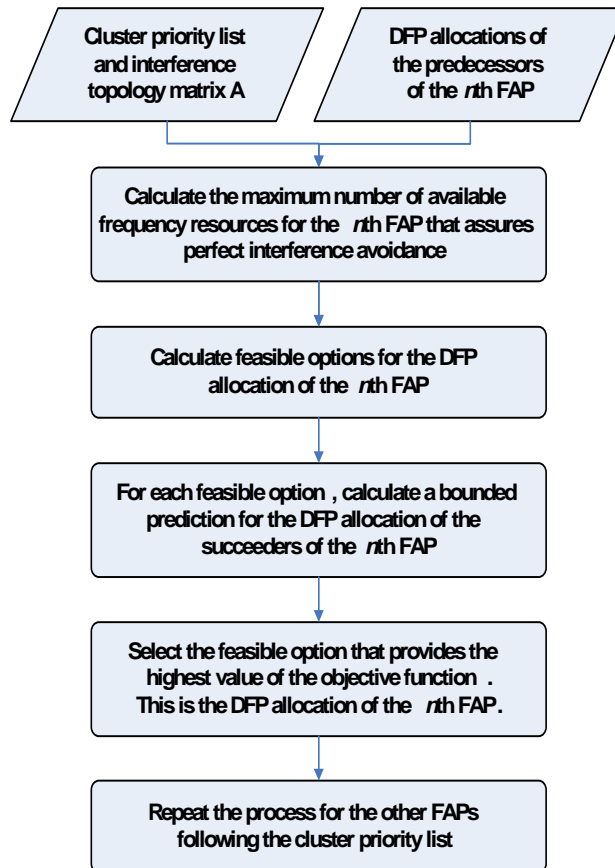 Cluster priority list
and interference
topology matrix A
DFP allocations of
the predecessors
of the nth FAP
Calculate the maximum number of available
frequency resources for the nth FAP that assures
perfect interference avoidance
Calculate feasible options for the DFP
allocation of the nth FAP
For each feasible option , calculate a bounded
prediction for the DFP allocation of the
succeeders of the nth FAP
Select the feasible option that provides the
highest value of the objective function .
This is the DFP allocation of the nth FAP.
Repeat the process for the other FAPs
following the cluster priority list